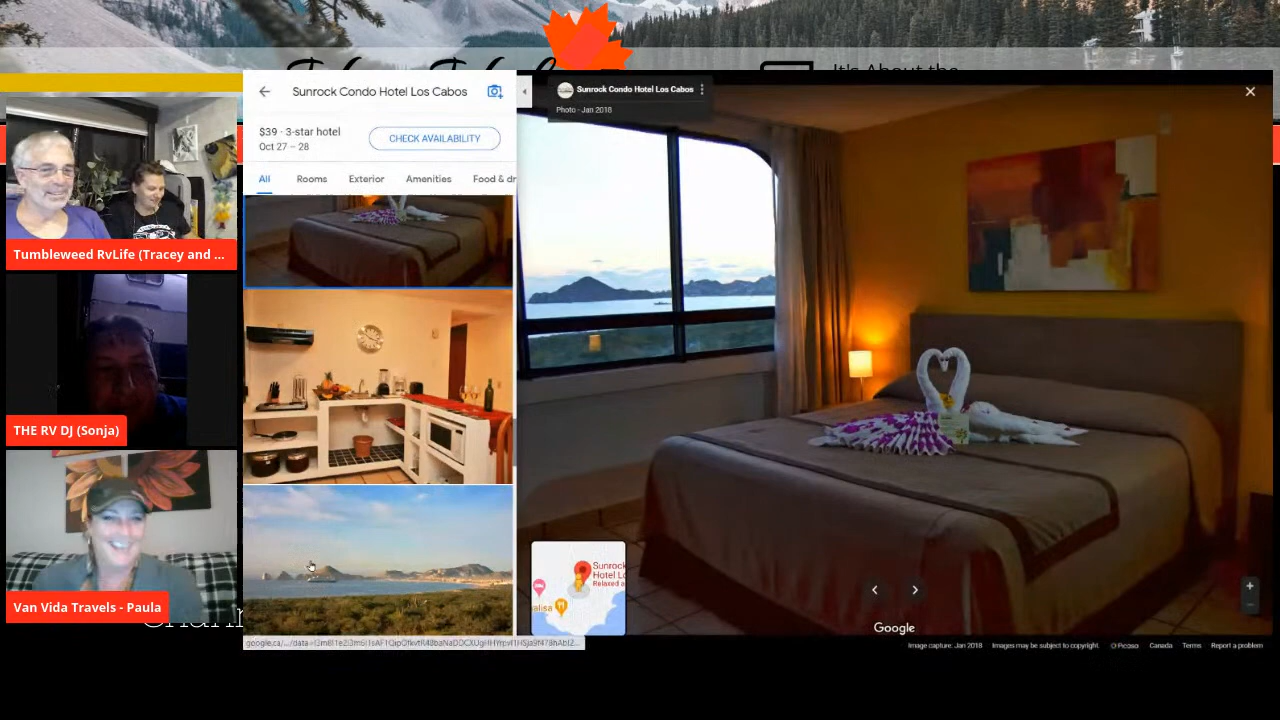 It's About the
Tumbleweed RvLife (Tracey and ...
THE RV DJ (Sonja)
Van Vida Travels - Paula
Sunrock Condo Hotel Los Cabos
$39 · 3-star hotel
Oct 27 – 28
CHECK AVAILABILITY
All Rooms Exterior Amenities Food & dr
Sunrock Condo Hotel Los Cabos
Photo - Jan 2018
Sunrock
Hotel Lo
Relaxed a
alisa
Google
Image capture: Jan 2018 Images may be subject to copyright. Canada Terms Report a problem